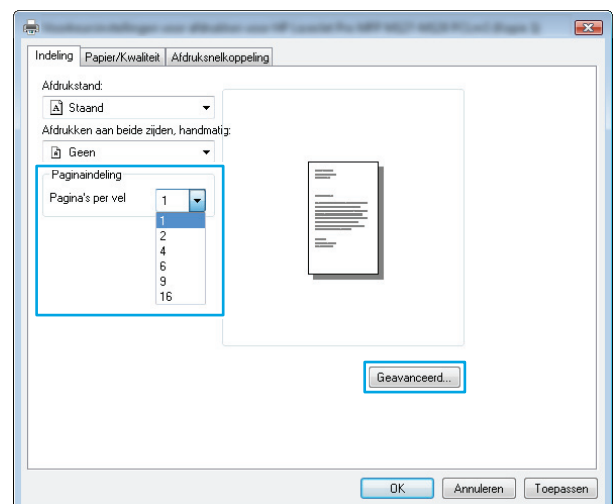 Indeling Papier/Kwaliteit Afdruksnelkoppeling
Afdrukstand:
A Staand
Afdrukken aan beide zijden, handmatig:
Geen
Paginaindeling
Pagina's per vel 1
1
2
4
6
9
16
Geavanceerd...
OK Annuleren Toepassen